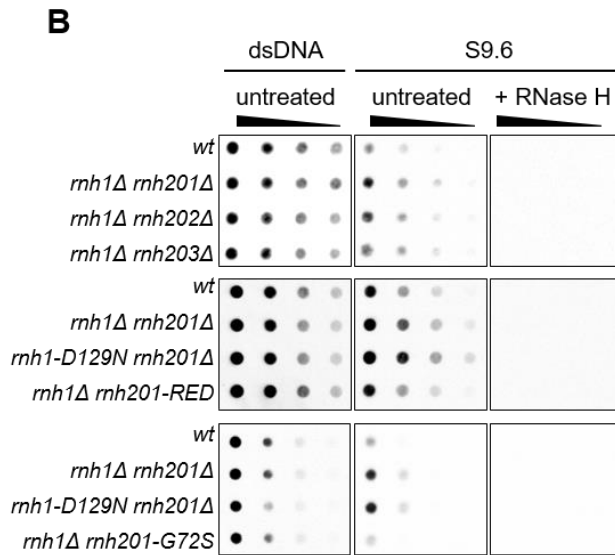 B
dsDNA S9.6
untreated untreated + RNase H
wt
rnh1Δ rnh201Δ
rnh1Δ rnh202Δ
rnh1Δ rnh203Δ
wt
rnh1Δ rnh201Δ
rnh1-D129N rnh201Δ
rnh1Δ rnh201-RED
wt
rnh1Δ rnh201Δ
rnh1-D129N rnh201Δ
rnh1Δ rnh201-G72S